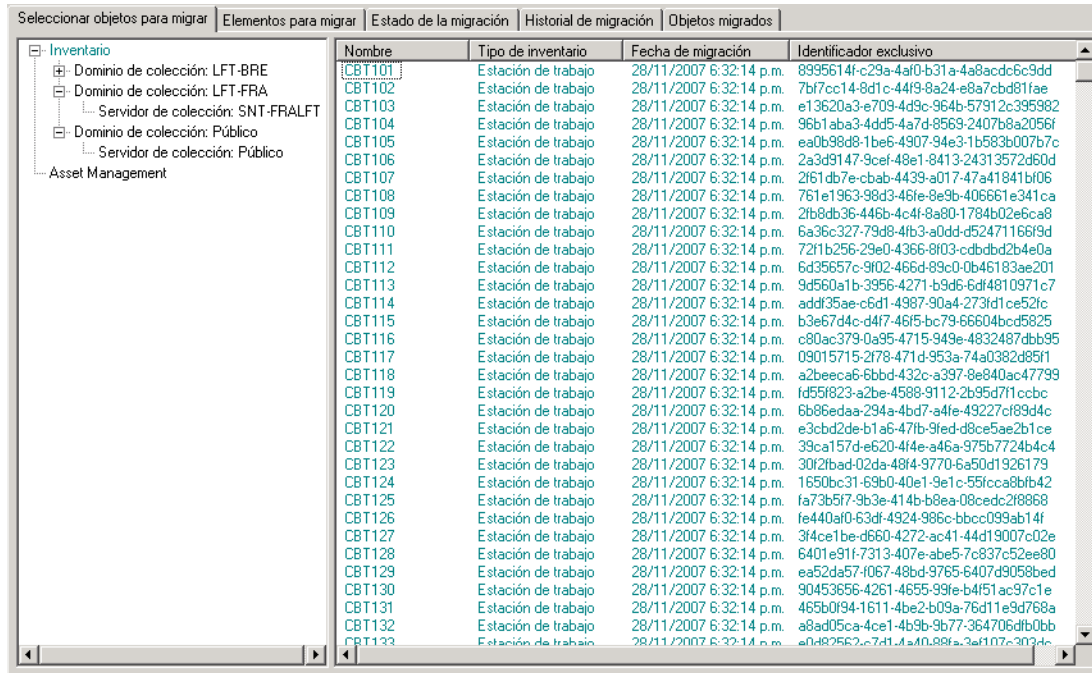 Seleccionar objetos para migrar Elementos para migrar Estado de la migración Historial de migración Objetos migrados
Inventario
Dominio de colección: LFT-BRE
Dominio de colección: LFT-FRA
Servidor de colección: SNT-FRALFT
Dominio de colección: Público
Servidor de colección: Público
Asset Management
Nombre Tipo de inventario Fecha de migración Identificador exclusivo
CBT101 Estación de trabajo 28/11/2007 6:32:14 p.m. 8995614f-c29a-4af0-b31a-4a8acdc6c9dd
CBT102 Estación de trabajo 28/11/2007 6:32:14 p.m. 7bf7cc14-8d1c-44f9-8a24-e8a7cbd81fae
CBT103 Estación de trabajo 28/11/2007 6:32:14 p.m. e13620a3-e709-4d9c-964b-57912c395982
CBT104 Estación de trabajo 28/11/2007 6:32:14 p.m. 96b1aba3-4dd5-4a7d-8569-2407b8a2056f
CBT105 Estación de trabajo 28/11/2007 6:32:14 p.m. ea0b98d8-1be6-4907-94e3-1b583b007b7c
CBT106 Estación de trabajo 28/11/2007 6:32:14 p.m. 2a3d9147-9cef-48e1-8413-24313572d60d
CBT107 Estación de trabajo 28/11/2007 6:32:14 p.m. 2f61db7e-cbab-4439-a017-47a41841bf06
CBT108 Estación de trabajo 28/11/2007 6:32:14 p.m. 761e1963-98d3-46fe-8e9b-406661e341ca
CBT109 Estación de trabajo 28/11/2007 6:32:14 p.m. 2fb8db36-446b-4c4f-8a80-1784b02e6ca8
CBT110 Estación de trabajo 28/11/2007 6:32:14 p.m. 6a36c327-79d8-4fb3-a0dd-d52471166f9d
CBT111 Estación de trabajo 28/11/2007 6:32:14 p.m. 72f1b256-29e0-4366-8f03-cdbdbd2b4e0a
CBT112 Estación de trabajo 28/11/2007 6:32:14 p.m. 6d35657c-9f02-466d-89c0-0b46183ae201
CBT113 Estación de trabajo 28/11/2007 6:32:14 p.m. 9d560a1b-3956-4271-b9d6-6df4810971c7
CBT114 Estación de trabajo 28/11/2007 6:32:14 p.m. addf35ae-c6d1-4987-90a4-273fd1ce52fc
CBT115 Estación de trabajo 28/11/2007 6:32:14 p.m. b3e67d4c-d4f7-46f5-bc79-66604bcd5825
CBT116 Estación de trabajo 28/11/2007 6:32:14 p.m. c80ac379-0a95-4715-949e-4832487dbb95
CBT117 Estación de trabajo 28/11/2007 6:32:14 p.m. 09015715-2f78-471d-953a-74a0382d85f1
CBT118 Estación de trabajo 28/11/2007 6:32:14 p.m. a2beeca6-6bbd-432c-a397-8e840ac47799
CBT119 Estación de trabajo 28/11/2007 6:32:14 p.m. fd55f823-a2be-4588-9112-2b95d7f1ccbc
CBT120 Estación de trabajo 28/11/2007 6:32:14 p.m. 6b86edaa-294a-4bd7-a4fe-49227cf89d4c
CBT121 Estación de trabajo 28/11/2007 6:32:14 p.m. e3cbd2de-b1a6-47fb-9fed-d8ce5ae2b1ce
CBT122 Estación de trabajo 28/11/2007 6:32:14 p.m. 39ca157d-e620-4f4e-a46a-975b7724b4c4
CBT123 Estación de trabajo 28/11/2007 6:32:14 p.m. 30f2fbad-02da-48f4-9770-6a50d1926179
CBT124 Estación de trabajo 28/11/2007 6:32:14 p.m. 1650bc31-69b0-40e1-9e1c-55fcca8bfb42
CBT125 Estación de trabajo 28/11/2007 6:32:14 p.m. fa73b5f7-9b3e-414b-b8ea-08cedc2f8868
CBT126 Estación de trabajo 28/11/2007 6:32:14 p.m. fe440af0-63df-4924-986c-bbcc099ab14f
CBT127 Estación de trabajo 28/11/2007 6:32:14 p.m. 3f4ce1be-d660-4272-ac41-44d19007c02e
CBT128 Estación de trabajo 28/11/2007 6:32:14 p.m. 6401e91f-7313-407e-abe5-7c837c52ee80
CBT129 Estación de trabajo 28/11/2007 6:32:14 p.m. ea52da57-f067-48bd-9765-6407d9058bed
CBT130 Estación de trabajo 28/11/2007 6:32:14 p.m. 90453656-4261-4655-99fe-b4f51ac97c1e
CBT131 Estación de trabajo 28/11/2007 6:32:14 p.m. 465b0f94-1611-4be2-b09a-76d11e9d768a
CBT132 Estación de trabajo 28/11/2007 6:32:14 p.m. a8ad05ca-4ce1-4b9b-9b77-364706dfb0bb
CBT133 Estación de trabajo 28/11/2007 6:32:14 p.m. e0d82562-c7d1-4a40-88fa-3ef107c303dc